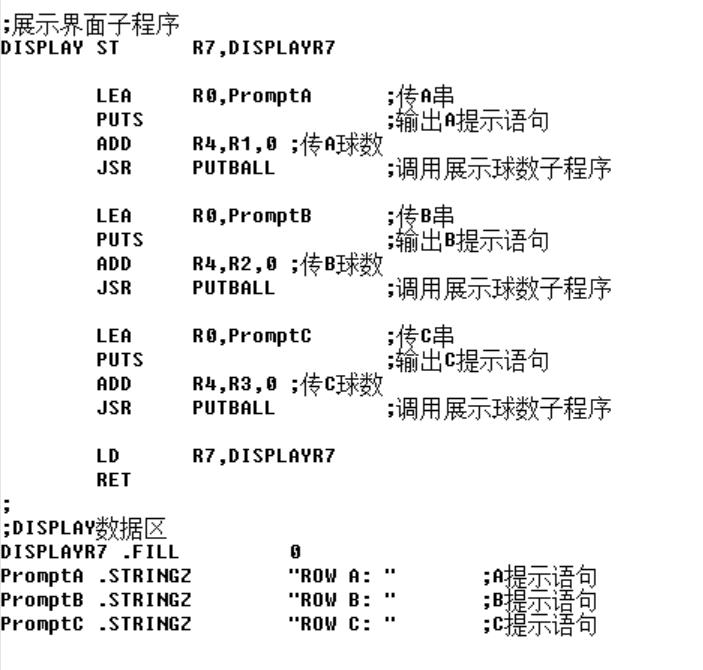 ;展示界面子程序
DISPLAY ST R7,DISPLAYR7
LEA R0,PromptA ;传A串
PUTS ;输出A提示语句
ADD R4,R1,0 ;传A球数
JSR PUTBALL ;调用展示球数子程序
LEA R0,PromptB ;传B串
PUTS ;输出B提示语句
ADD R4,R2,0 ;传B球数
JSR PUTBALL ;调用展示球数子程序
LEA R0,PromptC ;传C串
PUTS ;输出C提示语句
ADD R4,R3,0 ;传C球数
JSR PUTBALL ;调用展示球数子程序
LD R7,DISPLAYR7
RET
;
;DISPLAY数据区
DISPLAYR7 .FILL 0
PromptA .STRINGZ "ROW A: " ;A提示语句
PromptB .STRINGZ "ROW B: " ;B提示语句
PromptC .STRINGZ "ROW C: " ;C提示语句